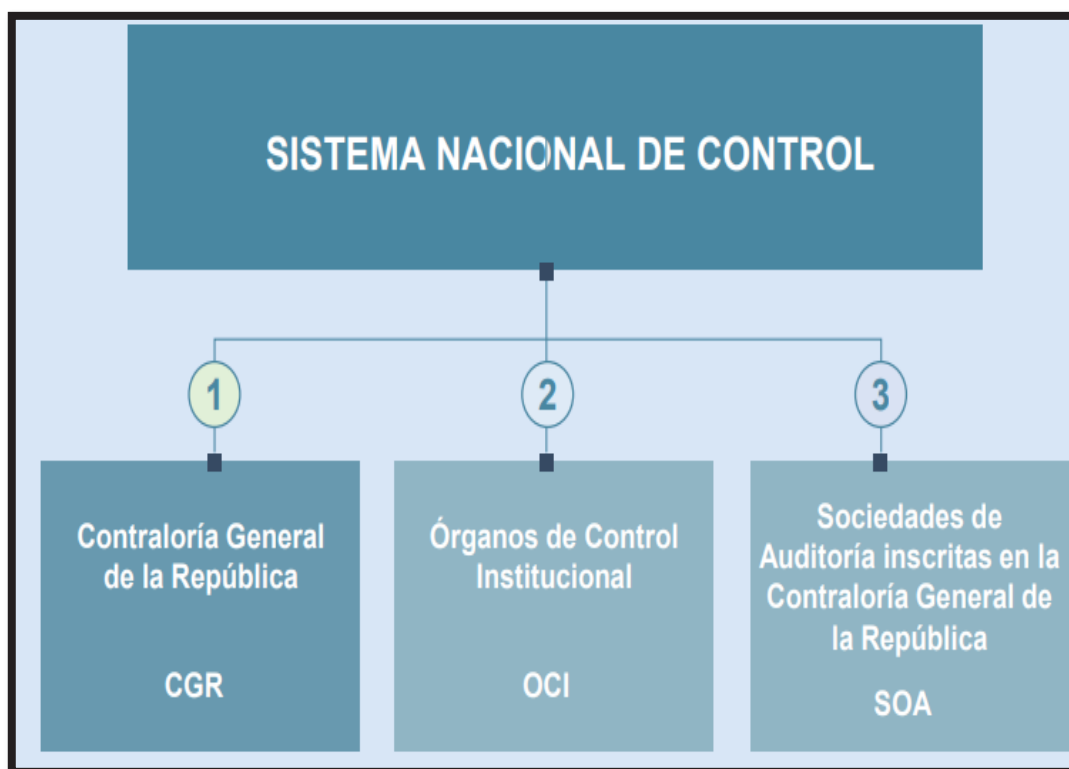 SISTEMA NACIONAL DE CONTROL
1
2
3
Contraloría General
de la República
CGR
Órganos de Control
Institucional
OCI
Sociedades de
Auditoría inscritas en la
Contraloría General de
la República
SOA